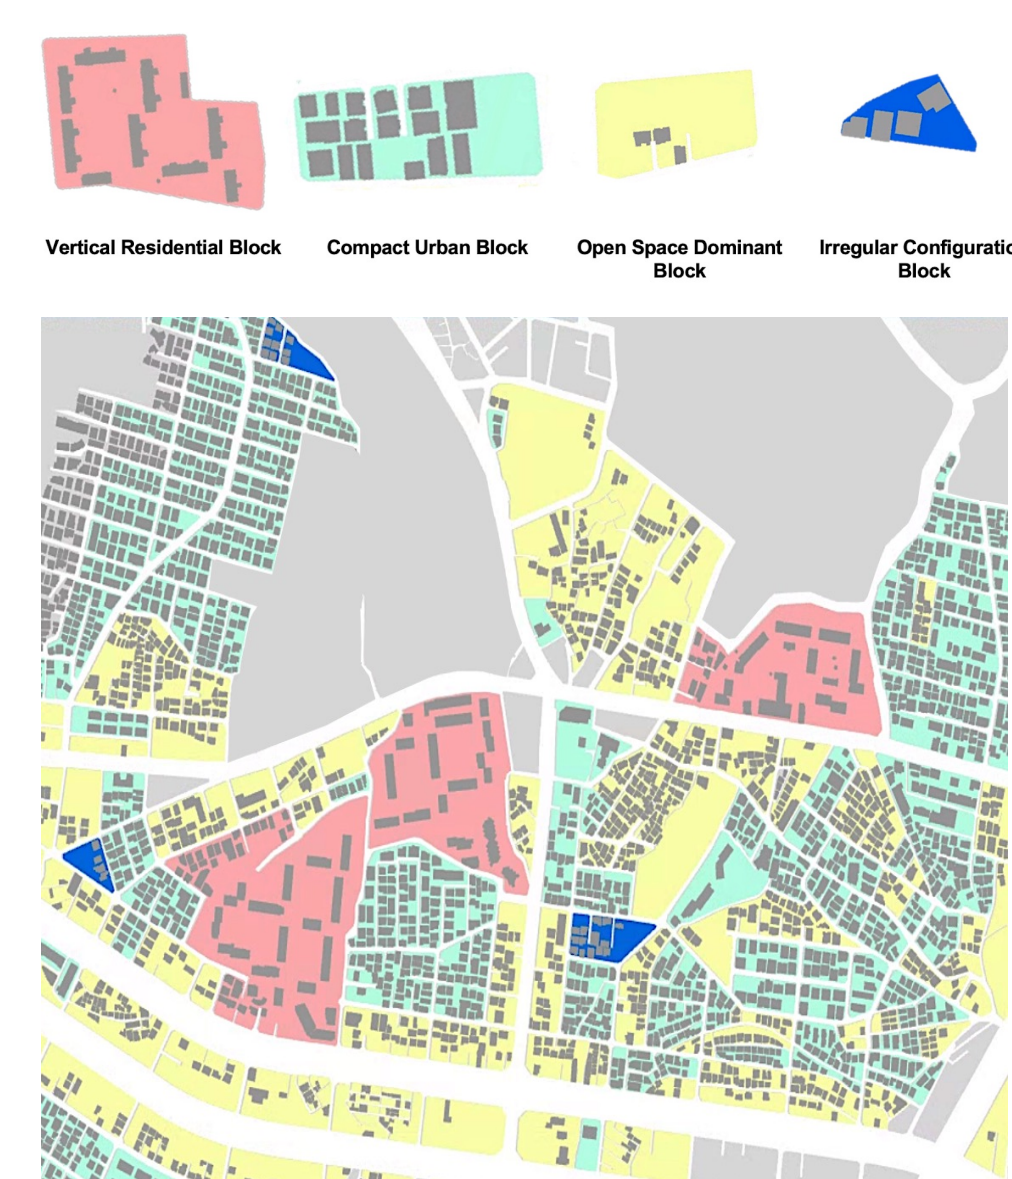 Vertical Residential Block
Compact Urban Block
Open Space Dominant
Block
Irregular Configuratio
Block